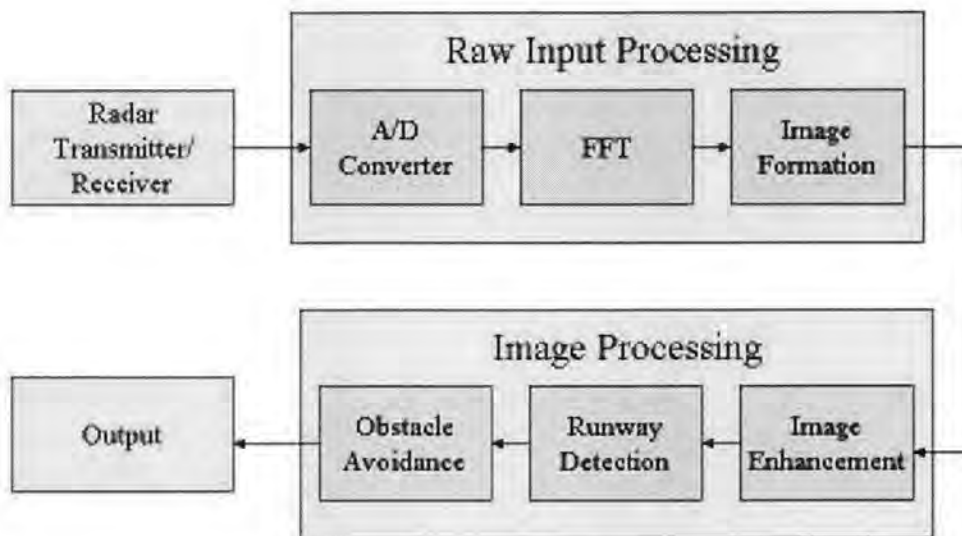 Raw Input Processing
Radar
Transmitter/
Receiver
A/D
Converter
FFT
Image
Formation
Image Processing
Image
Enhancement
Runway
Detection
Obstacle
Avoidance
Output